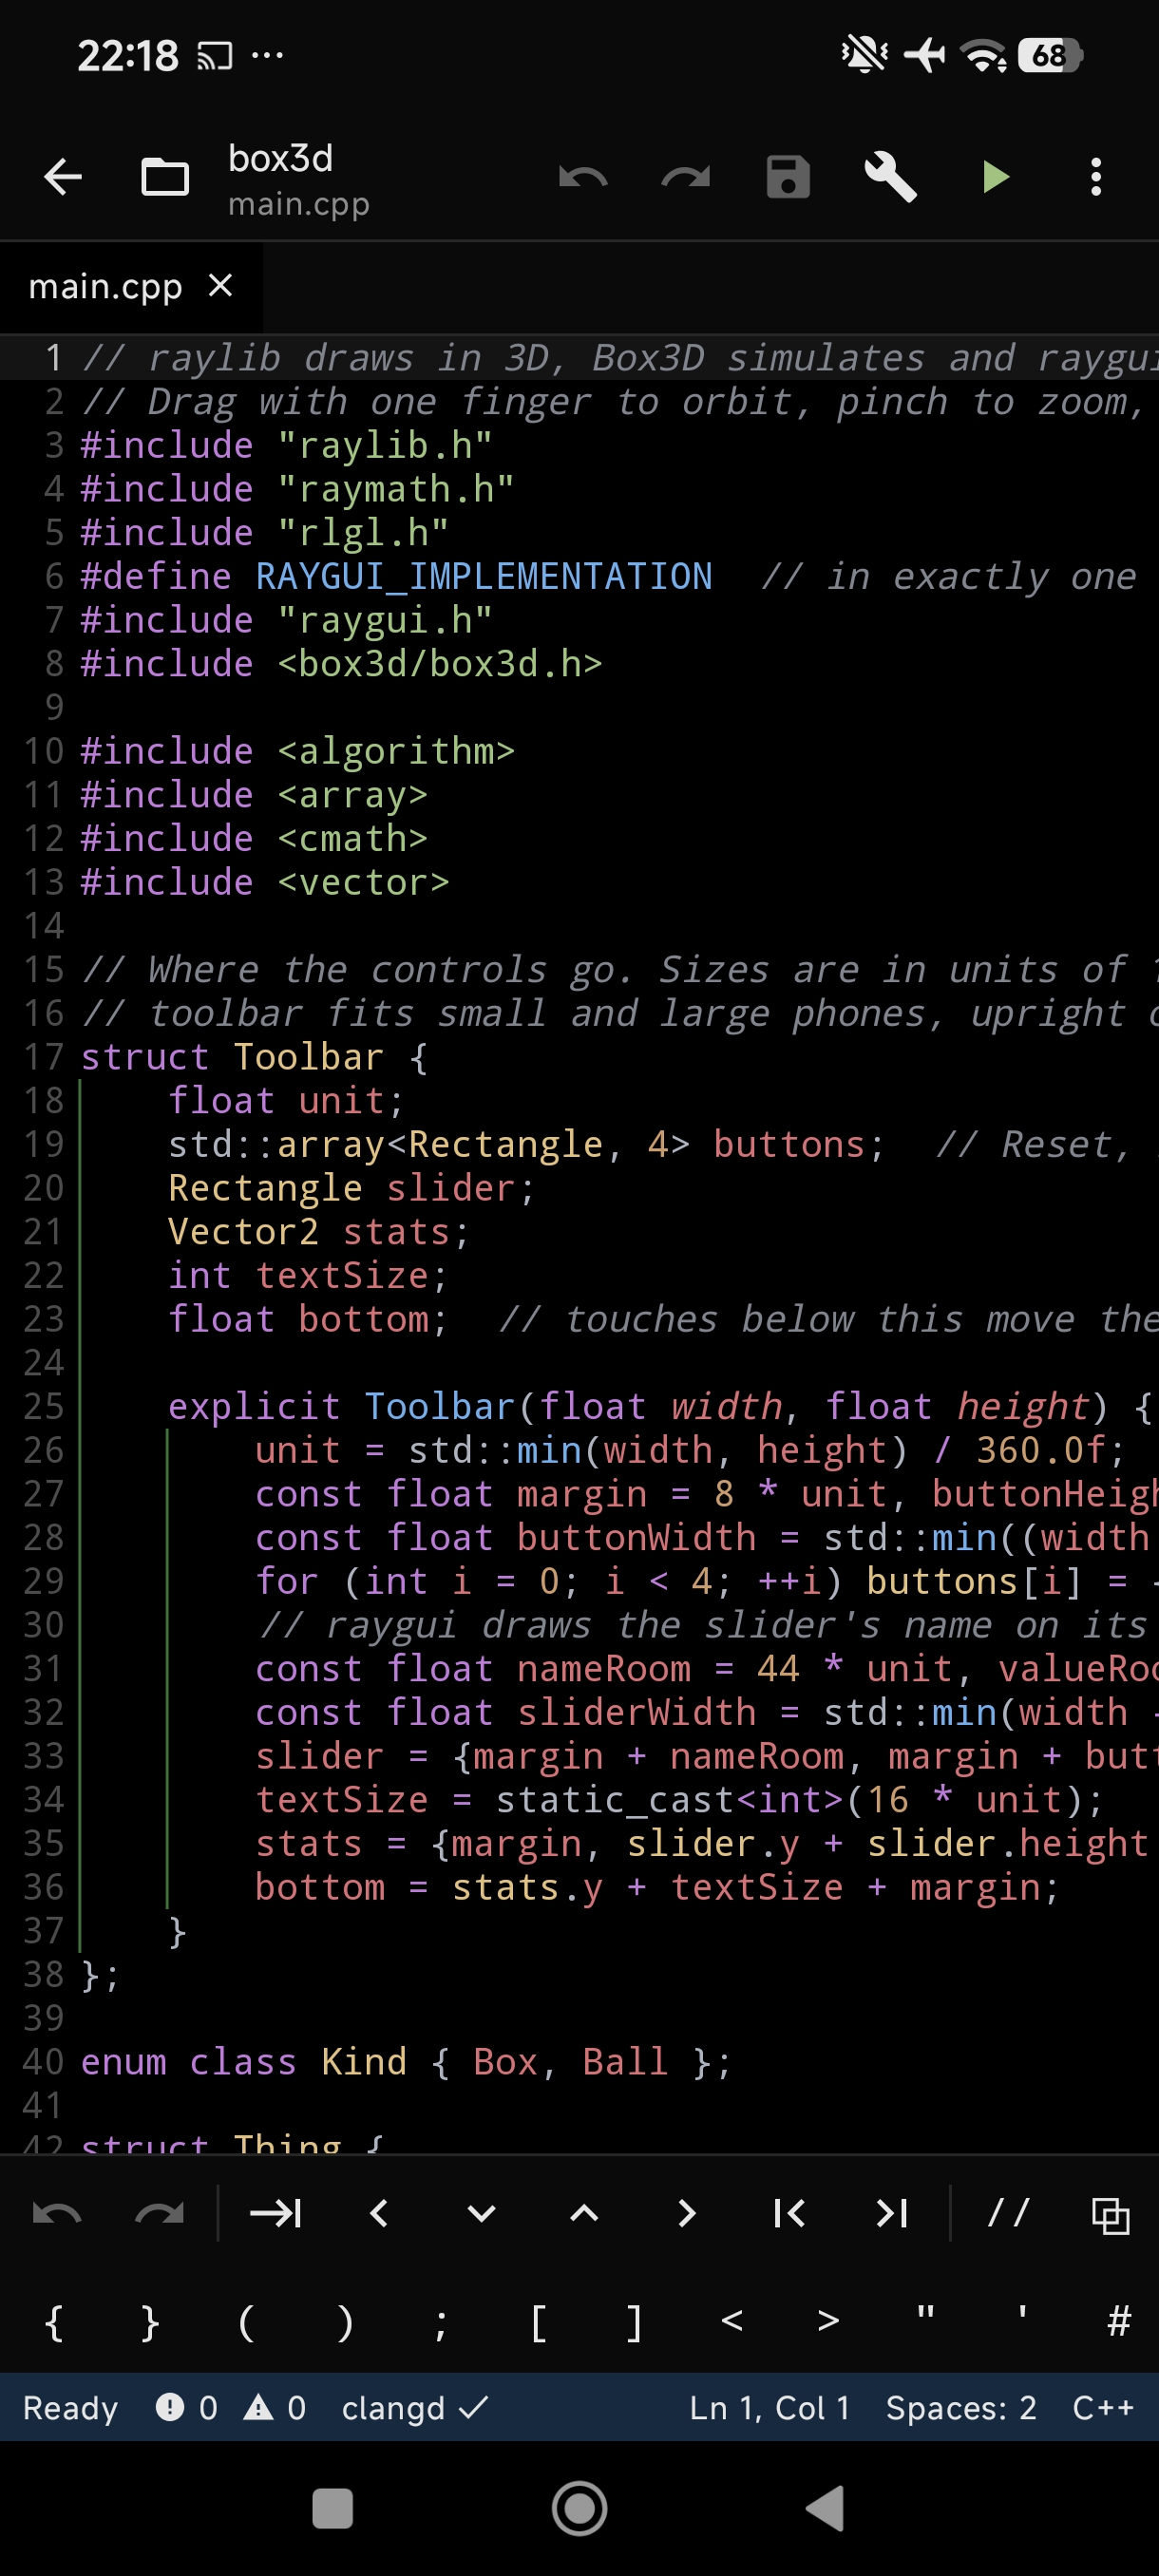 22:18 ... 68
box3d
main.cpp
main.cpp
1 // raylib draws in 3D, Box3D simulates and raygui
2 // Drag with one finger to orbit, pinch to zoom,
3 #include "raylib.h"
4 #include "raymath.h"
5 #include "rlgl.h"
6 #define RAYGUI_IMPLEMENTATION  // in exactly one
7 #include "raygui.h"
8 #include <box3d/box3d.h>
9
10 #include <algorithm>
11 #include <array>
12 #include <cmath>
13 #include <vector>
14
15 // Where the controls go. Sizes are in units of
16 // toolbar fits small and large phones, upright
17 struct Toolbar {
18     float unit;
19     std::array<Rectangle, 4> buttons;  // Reset,
20     Rectangle slider;
21     Vector2 stats;
22     int textSize;
23     float bottom;  // touches below this move the
24
25     explicit Toolbar(float width, float height) {
26         unit = std::min(width, height) / 360.0f;
27         const float margin = 8 * unit, buttonHeigh
28         const float buttonWidth = std::min((width
29         for (int i = 0; i < 4; ++i) buttons[i] =
30         // raygui draws the slider's name on its
31         const float nameRoom = 44 * unit, valueRoo
32         const float sliderWidth = std::min(width -
33         slider = {margin + nameRoom, margin + butt
34         textSize = static_cast<int>(16 * unit);
35         stats = {margin, slider.y + slider.height
36         bottom = stats.y + textSize + margin;
37     }
38 };
39
40 enum class Kind { Box, Ball };
41
42 struct Thing {
//
{ } ( ) ; [ ] < > " ' #
Ready 0 0 clangd Ln 1, Col 1 Spaces: 2 C++